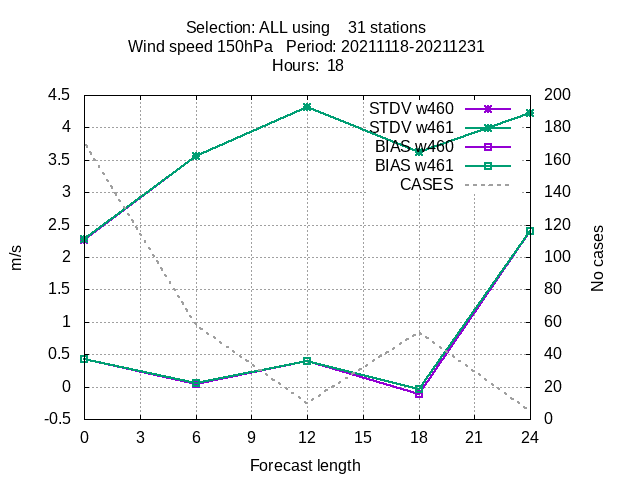 Selection: ALL using 31 stations
Wind speed 150hPa Period: 20211118-20211231
Hours: 18
4.5
4
3.5
3
2.5
2
1.5
1
0.5
0
-0.5
m/s
STDV w460
STDV w461
BIAS w460
BIAS w461
CASES
200
180
160
140
120
100
80
60
40
20
0
No cases
0 3 6 9 12 15 18 21 24
Forecast length